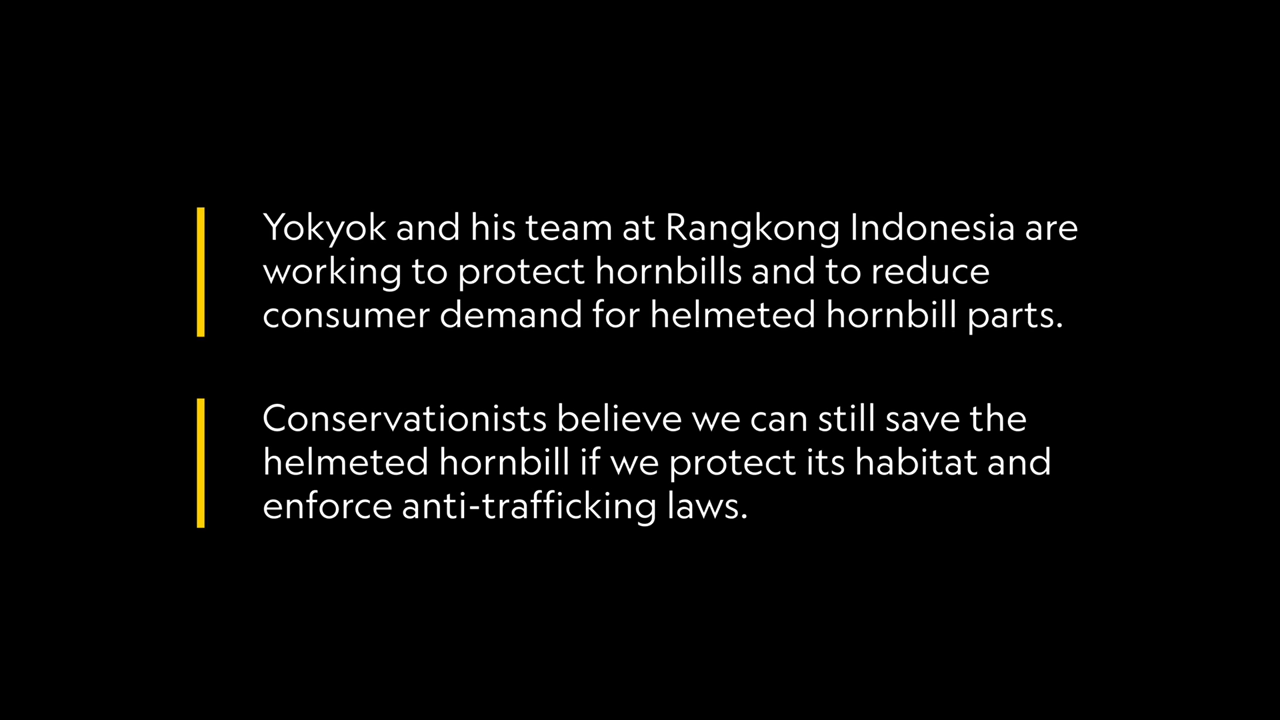 Yokyok and his team at Rangkong Indonesia are
working to protect hornbills and to reduce
consumer demand for helmeted hornbill parts.
Conservationists believe we can still save the
helmeted hornbill if we protect its habitat and
enforce anti-trafficking laws.